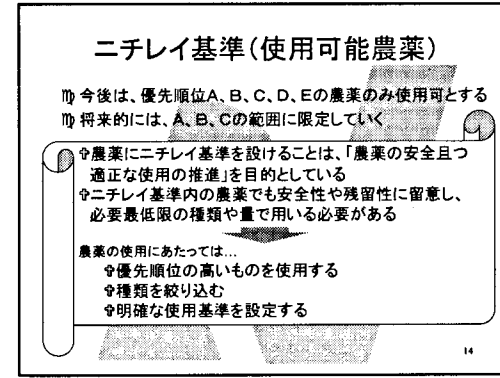 ニチレイ基準(使用可能農薬)
♍今後は、優先順位A、B、C、D、Eの農薬のみ使用可とする
♍将来的には、A、B、Cの範囲に限定していく
✞農薬にニチレイ基準を設けることは、「農薬の安全且つ
適正な使用の推進」を目的としている
✞ニチレイ基準内の農薬でも安全性や残留性に留意し、
必要最低限の種類や量で用いる必要がある
農薬の使用にあたっては…
✞優先順位の高いものを使用する
✞種類を絞り込む
✞明確な使用基準を設定する
14